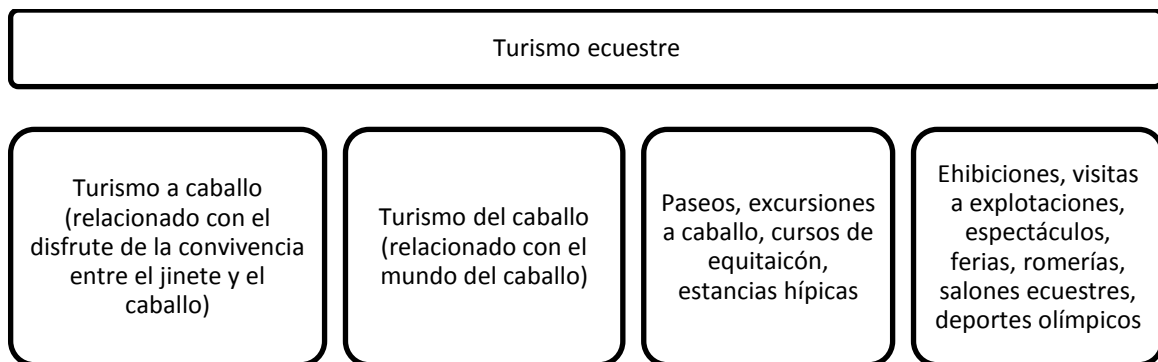 Turismo ecuestre
Turismo a caballo
(relacionado con el
disfrute de la convivencia
entre el jinete y el
caballo)
Turismo del caballo
(relacionado con el
mundo del caballo)
Paseos, excursiones
a caballo, cursos de
equitaicón,
estancias hípicas
Ehibiciones, visitas
a explotaciones,
espectáculos,
ferias, romerías,
salones ecuestres,
deportes olímpicos